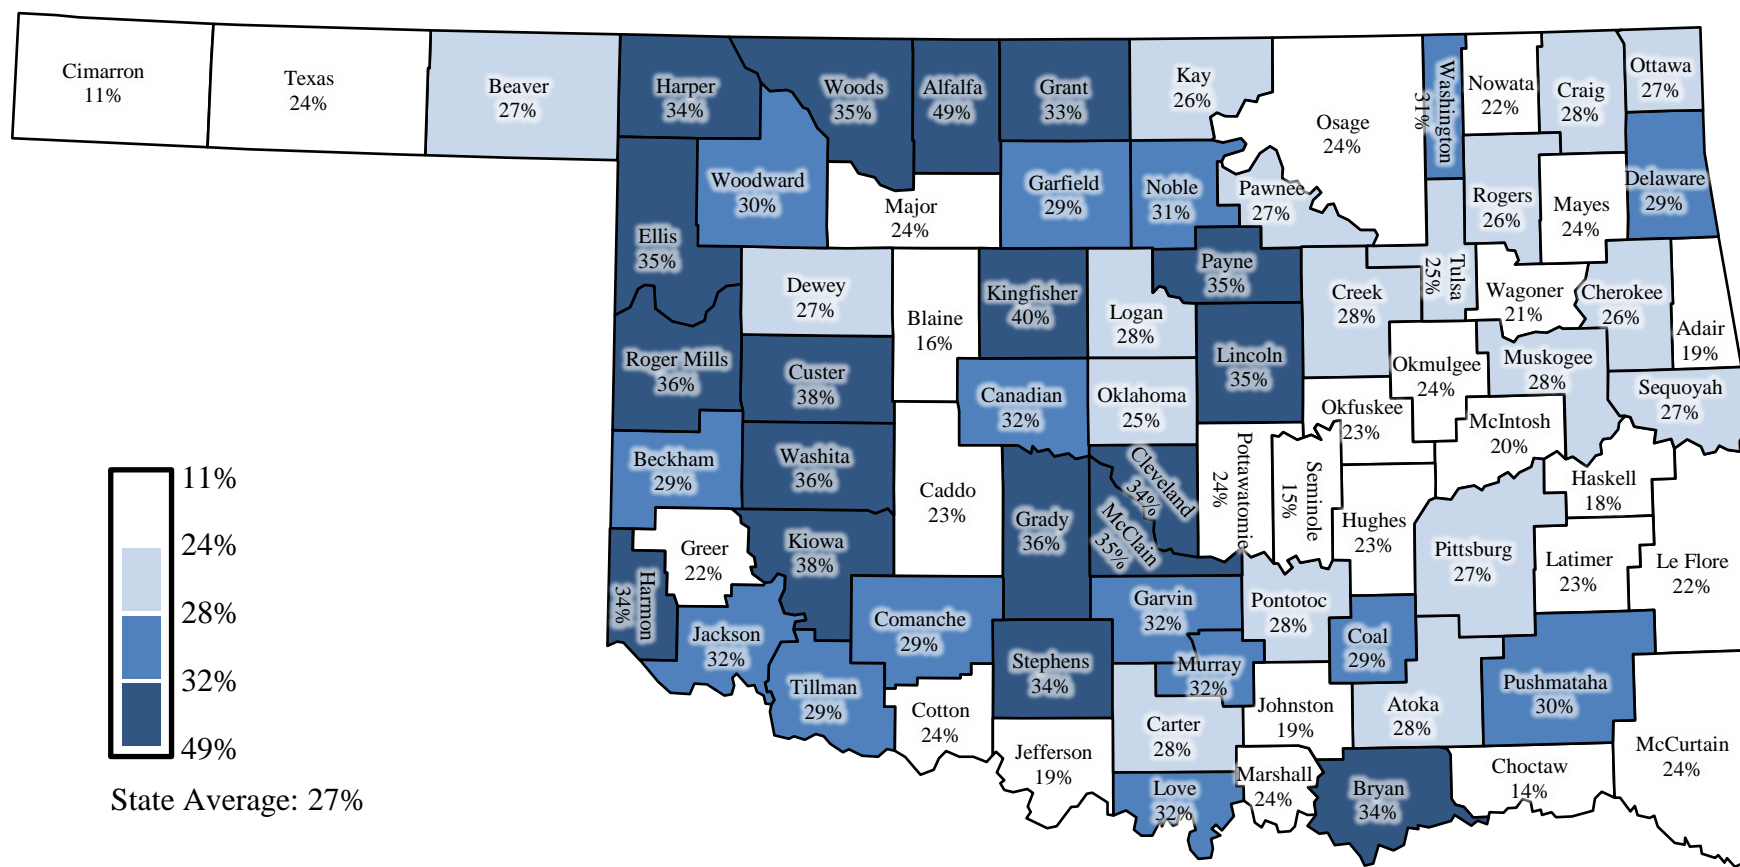 Cimarron
11%
Texas
24%
Beaver
27%
Harper
34%
Woods
35%
Alfalfa
49%
Grant
33%
Kay
26%
Osage
24%
Washington
31%
Nowata
22%
Craig
28%
Ottawa
27%
Woodward
30%
Major
24%
Garfield
29%
Noble
31%
Pawnee
27%
Rogers
26%
Mayes
24%
Delaware
29%
Ellis
35%
Dewey
27%
Blaine
16%
Kingfisher
40%
Logan
28%
Payne
35%
Creek
28%
Tulsa
25%
Wagoner
21%
Cherokee
26%
Adair
19%
Roger Mills
36%
Custer
38%
Canadian
32%
Oklahoma
25%
Lincoln
35%
Okfuskee
23%
Okmulgee
24%
Muskogee
28%
Sequoyah
27%
Beckham
29%
Washita
36%
Caddo
23%
Grady
36%
Cleveland
34%
McClain
35%
Pottawatomie
24%
Seminole
15%
Hughes
23%
McIntosh
20%
Haskell
18%
Pittsburg
27%
Latimer
23%
Le Flore
22%
Harmon
34%
Greer
22%
Kiowa
38%
Jackson
32%
Comanche
29%
Tillman
29%
Cotton
24%
Stephens
34%
Jefferson
19%
Garvin
32%
Murray
32%
Carter
28%
Love
32%
Pontotoc
28%
Johnston
19%
Marshall
24%
Coal
29%
Atoka
28%
Bryan
34%
Pushmataha
30%
Choctaw
14%
McCurtain
24%
11%
24%
28%
32%
49%
State Average: 27%